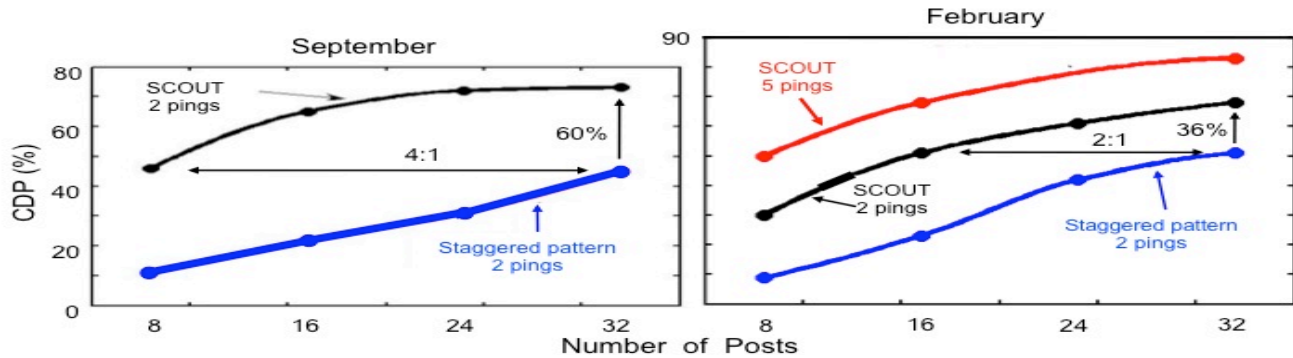 September
February
80
60
40
20
0
CDP (%)
SCOUT
2 pings
60%
4:1
Staggered pattern
2 pings
8
16
24
32
90
SCOUT
5 pings
36%
2:1
SCOUT
2 pings
Staggered pattern
2 pings
8
16
24
32
Number of Posts